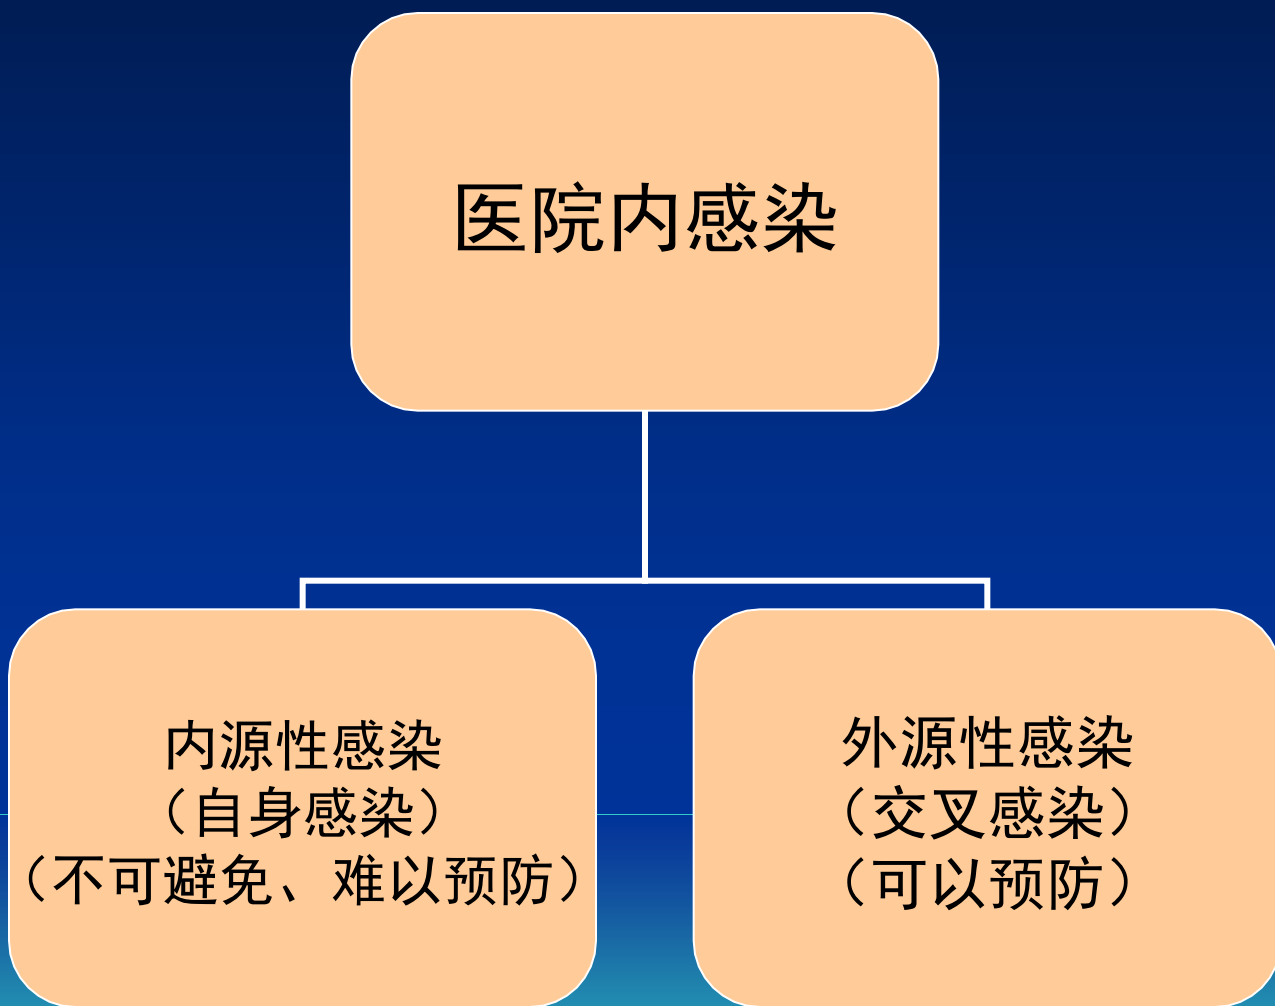 医院内感染
内源性感染
（自身感染）
（不可避免、难以预防）
外源性感染
（交叉感染）
（可以预防）